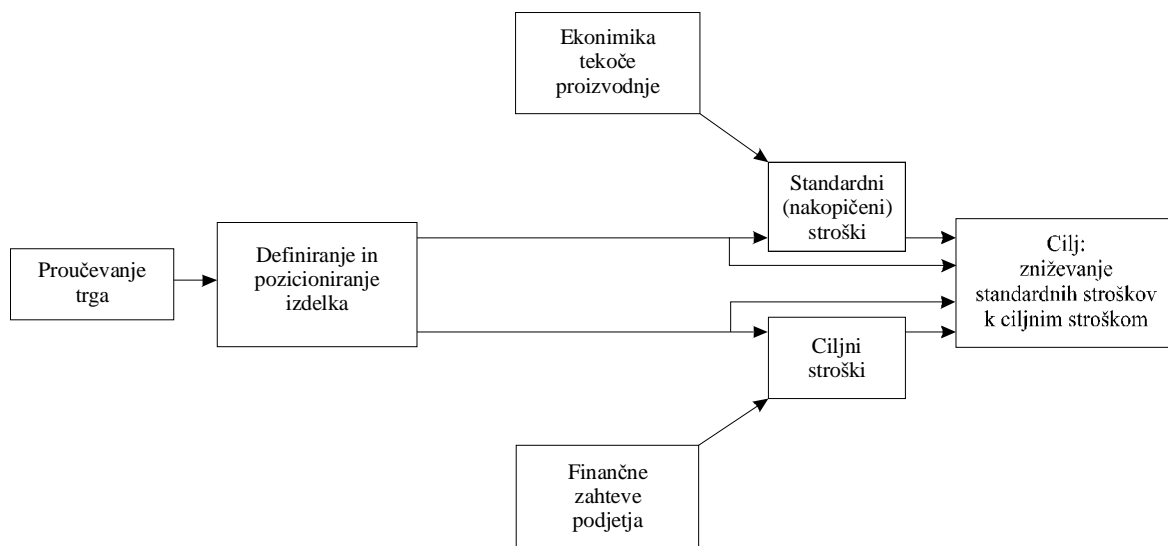 Ekonimika
tekoče
proizvodnje
Standardni
(nakopičeni)
stroški
Proučevanje
trga
Definiranje in
pozicioniranje
izdelka
Cilj:
zniževanje
standardnih stroškov
k ciljnim stroškom
Ciljni
stroški
Finančne
zahteve
podjetja